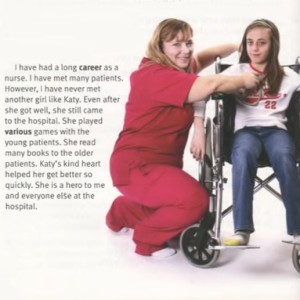 I have had a long career as a
nurse. I have met many patients.
However, I have never met
another girl like Katy. Even after
she got well, she still came
to the hospital. She played
various games with the
young patients. She read
many books to the older
patients. Katy's kind heart
helped her get better so
quickly. She is a hero to me
and everyone else at the
hospital.
22